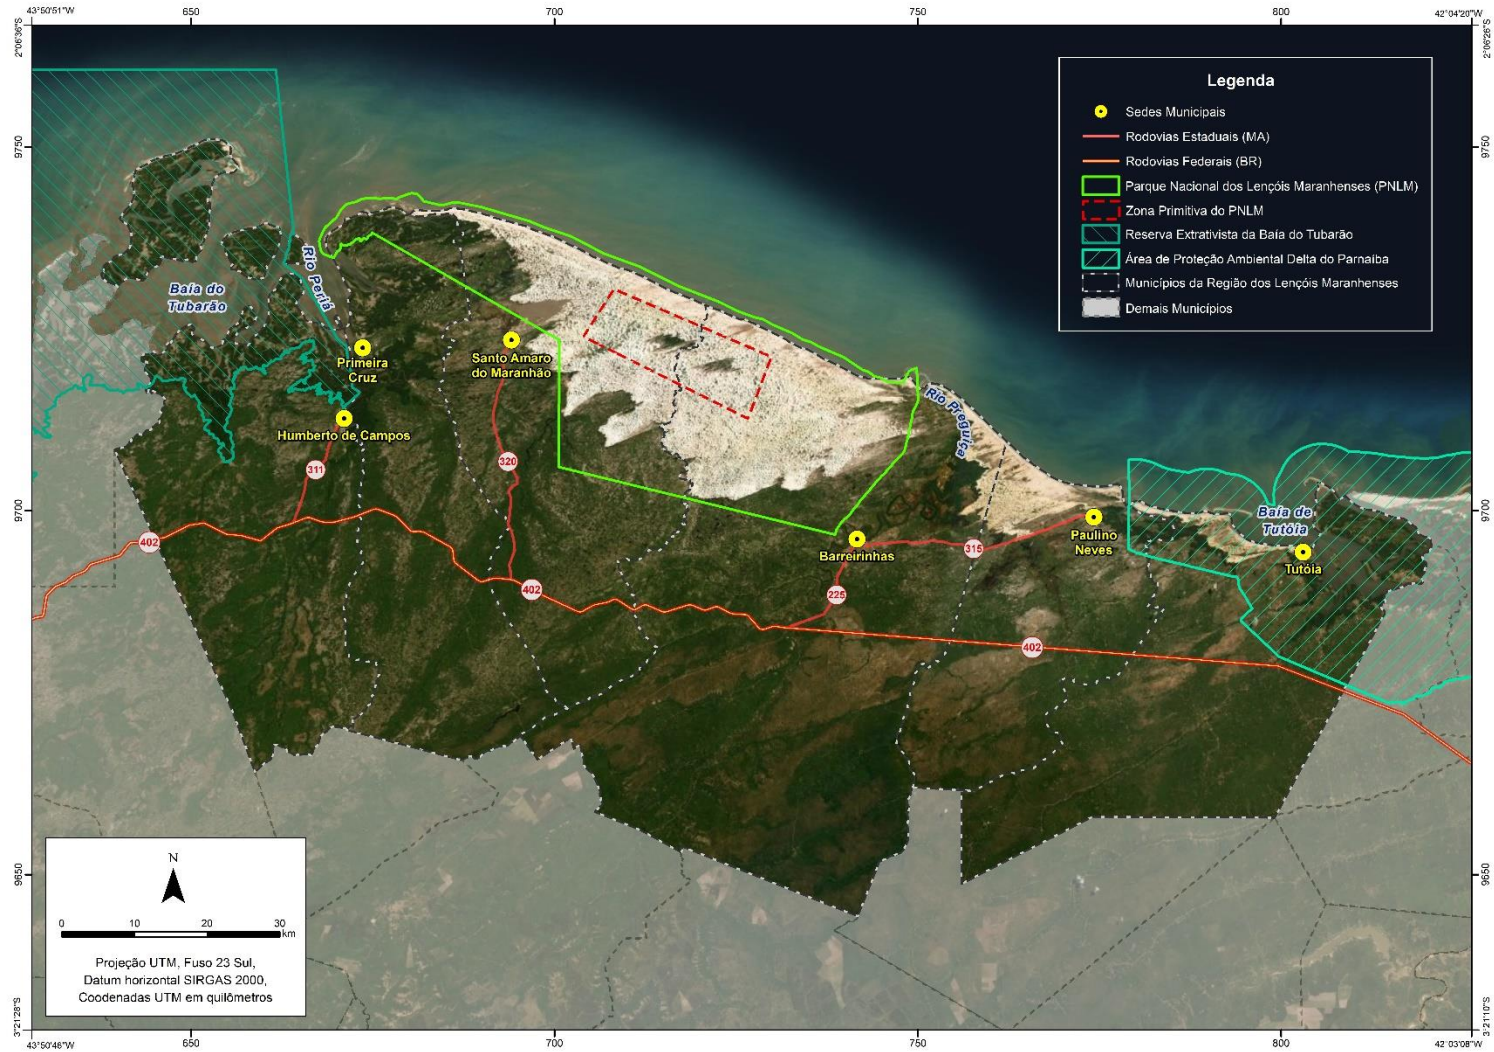 43°50'51"W
650
700
750
800
42°04'20"W
2°06'36"S
2°06'26"S
9750
9750
Legenda
Sedes Municipais
Rodovias Estaduais (MA)
Rodovias Federais (BR)
Parque Nacional dos Lençóis Maranhenses (PNLM)
Zona Primitiva do PNLM
Reserva Extrativista da Baía do Tubarão
Área de Proteção Ambiental Delta do Parnaíba
Municípios da Região dos Lençóis Maranhenses
Demais Municípios
Baía do
Tubarão
Rio Periá
Primeira
Cruz
Santo Amaro
do Maranhão
Humberto de Campos
Rio Preguiça
311
320
9700
9700
Baía de
Tutóia
Paulino
Neves
Tutóia
Barreirinhas
402
315
402
225
402
9650
9650
N
0
10
20
30
km
Projeção UTM, Fuso 23 Sul,
Datum horizontal SIRGAS 2000,
Coodenadas UTM em quilômetros
3°21'28"S
3°21'10"S
43°50'46"W
650
700
750
800
42°03'08"W